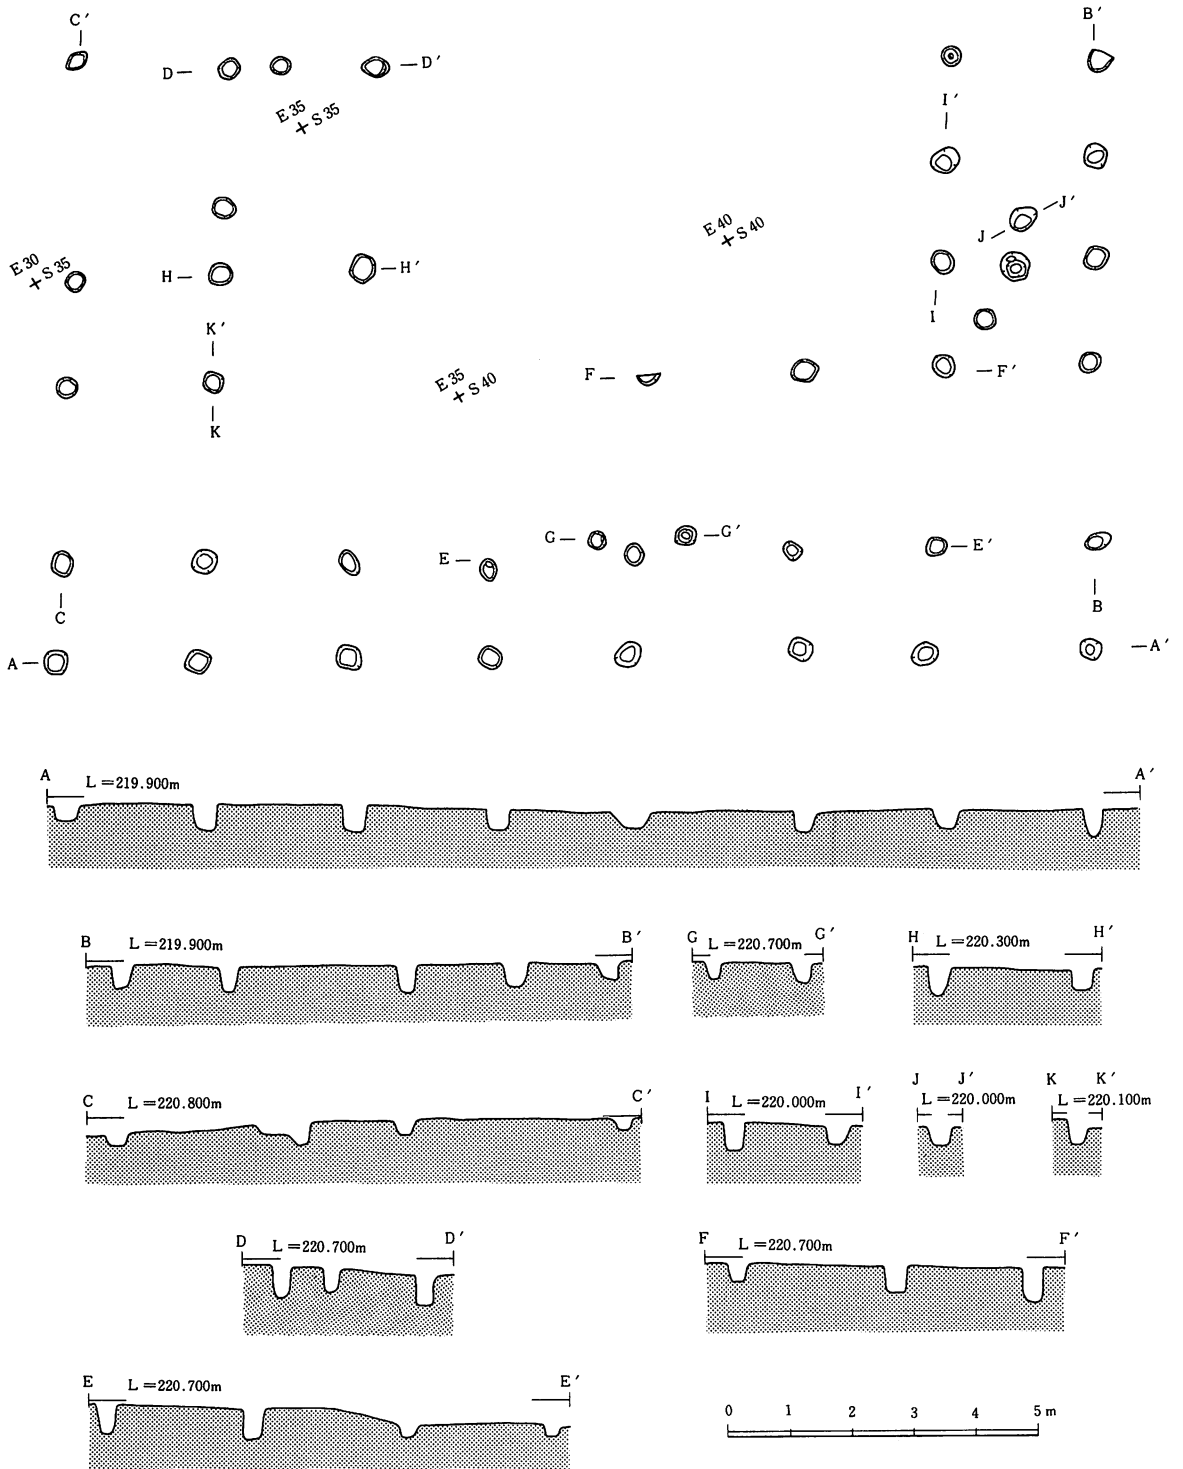 C′
B′
D
D′
E 35
+ S 35
I′
J′
J
E 40
+ S 40
E 30
+ S 35
H
H′
I
K′
E 35
+ S 40
F
F′
K
G
G′
E
E′
C
B
A
A′
A L = 219.900m A′
B L = 219.900m B′
G L = 220.700m G′
H L = 220.300m H′
C L = 220.800m C′
I L = 220.000m I′
J J′
L = 220.000m
K K′
L = 220.100m
D L = 220.700m D′
F L = 220.700m F′
E L = 220.700m E′
0 1 2 3 4 5 m